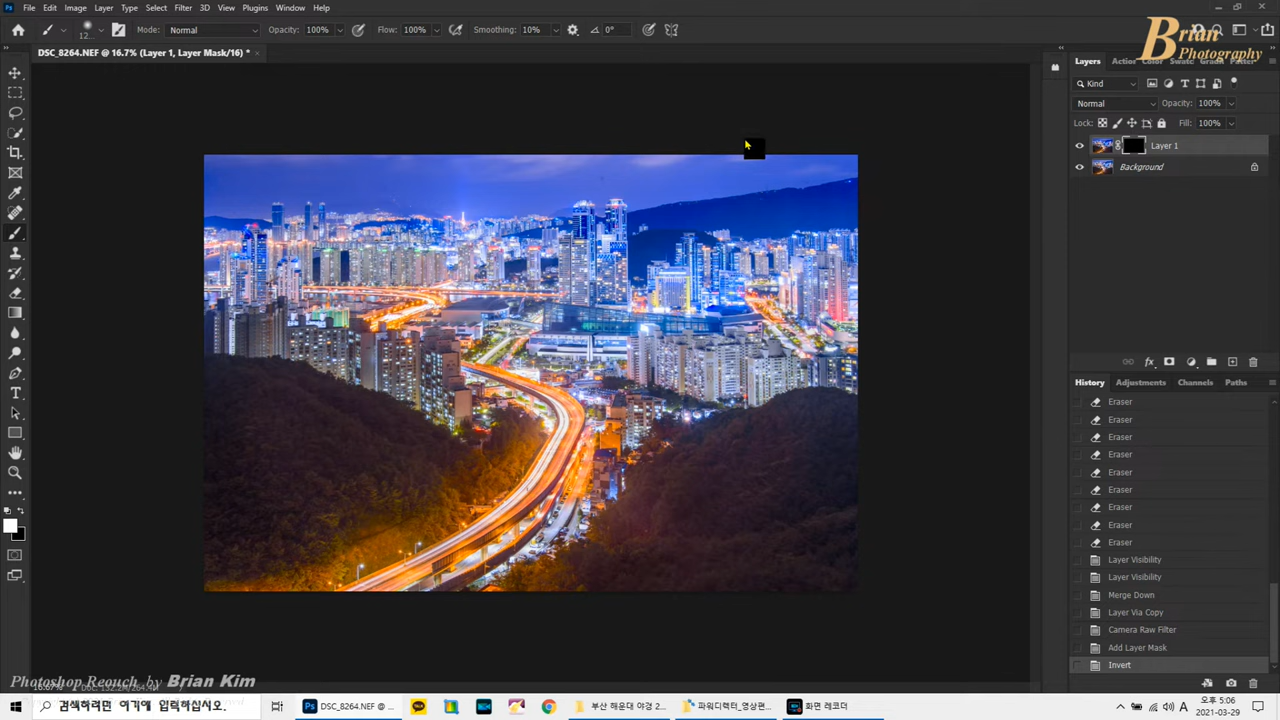 File Edit Image Layer Type Select Filter 3D View Plugins Window Help
Brian Photography
12... Mode: Normal Opacity: 100% Flow: 100% Smoothing: 10% 0°
DSC_8264.NEF @ 16.7% (Layer 1, Layer Mask/16) *
Layers Color Swatc
Kind
Normal Opacity: 100%
Lock: Fill: 100%
Layer 1
Background
History Adjustments Channels Paths
Eraser
Eraser
Eraser
Eraser
Eraser
Eraser
Eraser
Eraser
Eraser
Layer Visibility
Layer Visibility
Merge Down
Layer Via Copy
Camera Raw Filter
Add Layer Mask
Invert
Photoshop Reouch by Brian Kim
16.67%
검색하려면 여기에 입력하십시오.
DSC_8264.NEF @ 1...
부산 해운대 야경 2...
파워디렉터_영상편...
화면 레코더
A 오후 5:06
2021-03-29